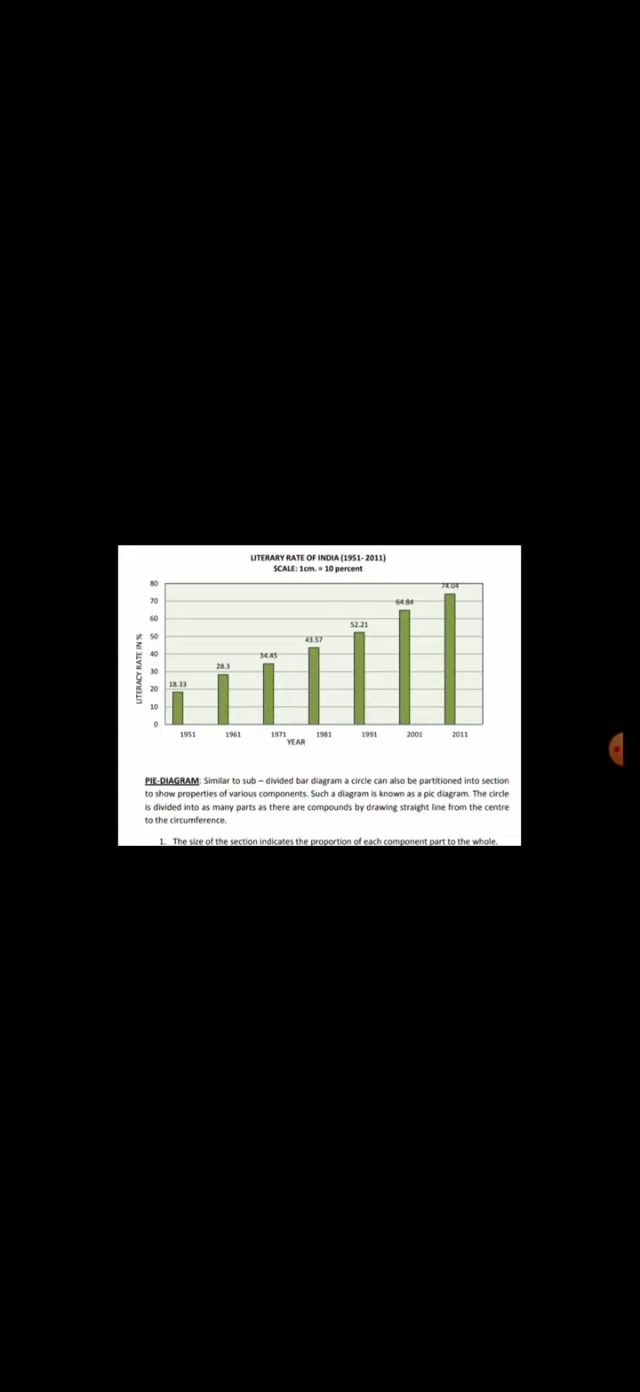 LITERARY RATE OF INDIA (1951- 2011)
SCALE: 1cm. = 10 percent
80
70
60
50
40
30
20
10
0
LITERACY RATE IN %
18.33
28.3
34.45
43.57
52.21
64.84
74.04
1951 1961 1971 1981 1991 2001 2011
YEAR
PIE-DIAGRAM: Similar to sub – divided bar diagram a circle can also be partitioned into section
to show properties of various components. Such a diagram is known as a pic diagram. The circle
is divided into as many parts as there are compounds by drawing straight line from the centre
to the circumference.
1. The size of the section indicates the proportion of each component part to the whole.